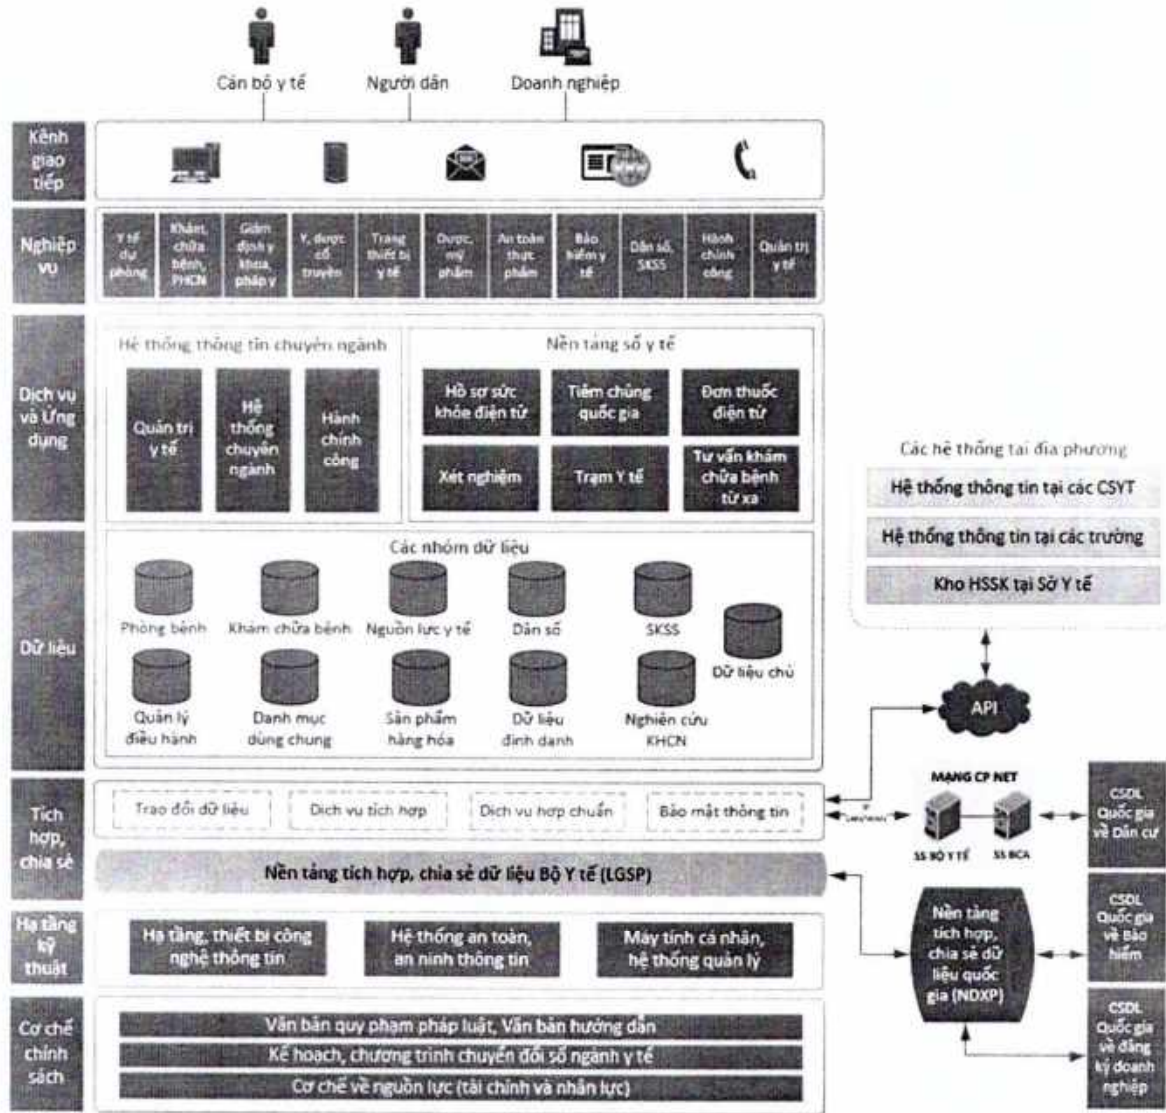 Cán bộ y tế
Người dân
Doanh nghiệp
Kênh
giao
tiếp
Nghiệp
vụ
Y tế
dự
phòng
Khám,
chữa
bệnh,
PHCN
Giám
định y
khoa,
pháp y
Y, dược
cổ
truyền
Trang
thiết bị
y tế
Dược,
mỹ
phẩm
An toàn
thực
phẩm
Bảo
hiểm y
tế
Dân số,
SKSS
Hành
chính
công
Quản trị
y tế
Dịch vụ
và Ứng
dụng
Hệ thống thông tin chuyên ngành
Quản trị
y tế
Hệ
thống
chuyên
ngành
Hành
chính
công
Nền tảng số y tế
Hồ sơ sức
khỏe điện tử
Tiêm chủng
quốc gia
Đơn thuốc
điện tử
Xét nghiệm
Trạm Y tế
Tư vấn khám
chữa bệnh
từ xa
Các hệ thống tại địa phương
Hệ thống thông tin tại các CSYT
Hệ thống thông tin tại các trường
Kho HSSK tại Sở Y tế
Dữ liệu
Các nhóm dữ liệu
Phòng bệnh
Khám chữa bệnh
Nguồn lực y tế
Dân số
SKSS
Dữ liệu chủ
Quản lý
điều hành
Danh mục
dùng chung
Sản phẩm
hàng hóa
Dữ liệu
định danh
Nghiên cứu
KHCN
API
Tích
hợp,
chia sẻ
Trao đổi dữ liệu
Dịch vụ tích hợp
Dịch vụ hợp chuẩn
Bảo mật thông tin
MẠNG CP NET
SS BỘ Y TẾ
SS BCA
CSDL
Quốc gia
về Dân cư
Nền tảng tích hợp, chia sẻ dữ liệu Bộ Y tế (LGSP)
Hạ tầng
kỹ
thuật
Hạ tầng, thiết bị công
nghệ thông tin
Hệ thống an toàn,
an ninh thông tin
Máy tính cá nhân,
hệ thống quản lý
Nền tảng
tích hợp,
chia sẻ dữ
liệu quốc
gia (NDXP)
CSDL
Quốc gia
về Bảo
hiểm
Cơ chế
chính
sách
Văn bản quy phạm pháp luật, Văn bản hướng dẫn
Kế hoạch, chương trình chuyển đổi số ngành y tế
Cơ chế về nguồn lực (tài chính và nhân lực)
CSDL
Quốc gia
về đăng
ký doanh
nghiệp